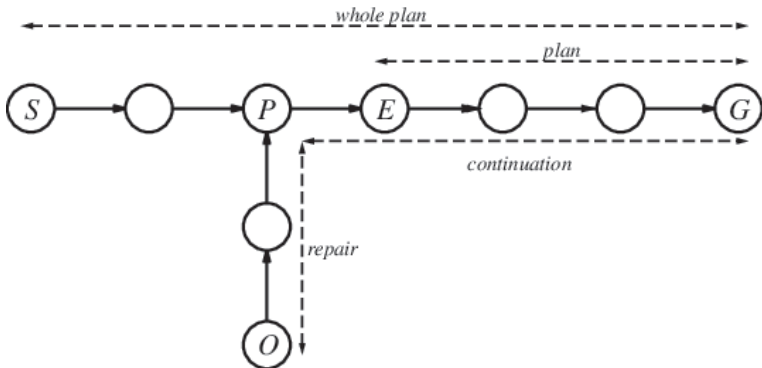 whole plan
plan
S P E G
continuation
repair
O